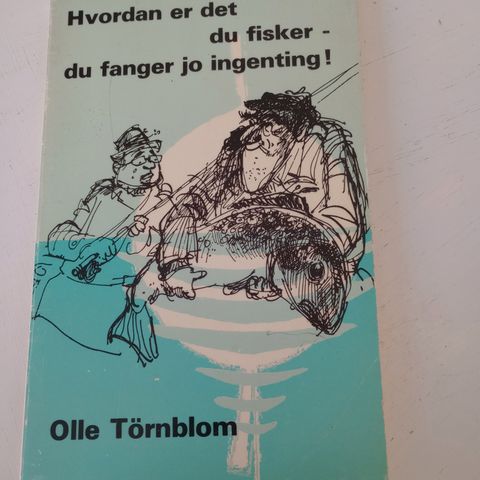 Hvordan er det
du fisker -
du fanger jo ingenting!
Olle Törnblom